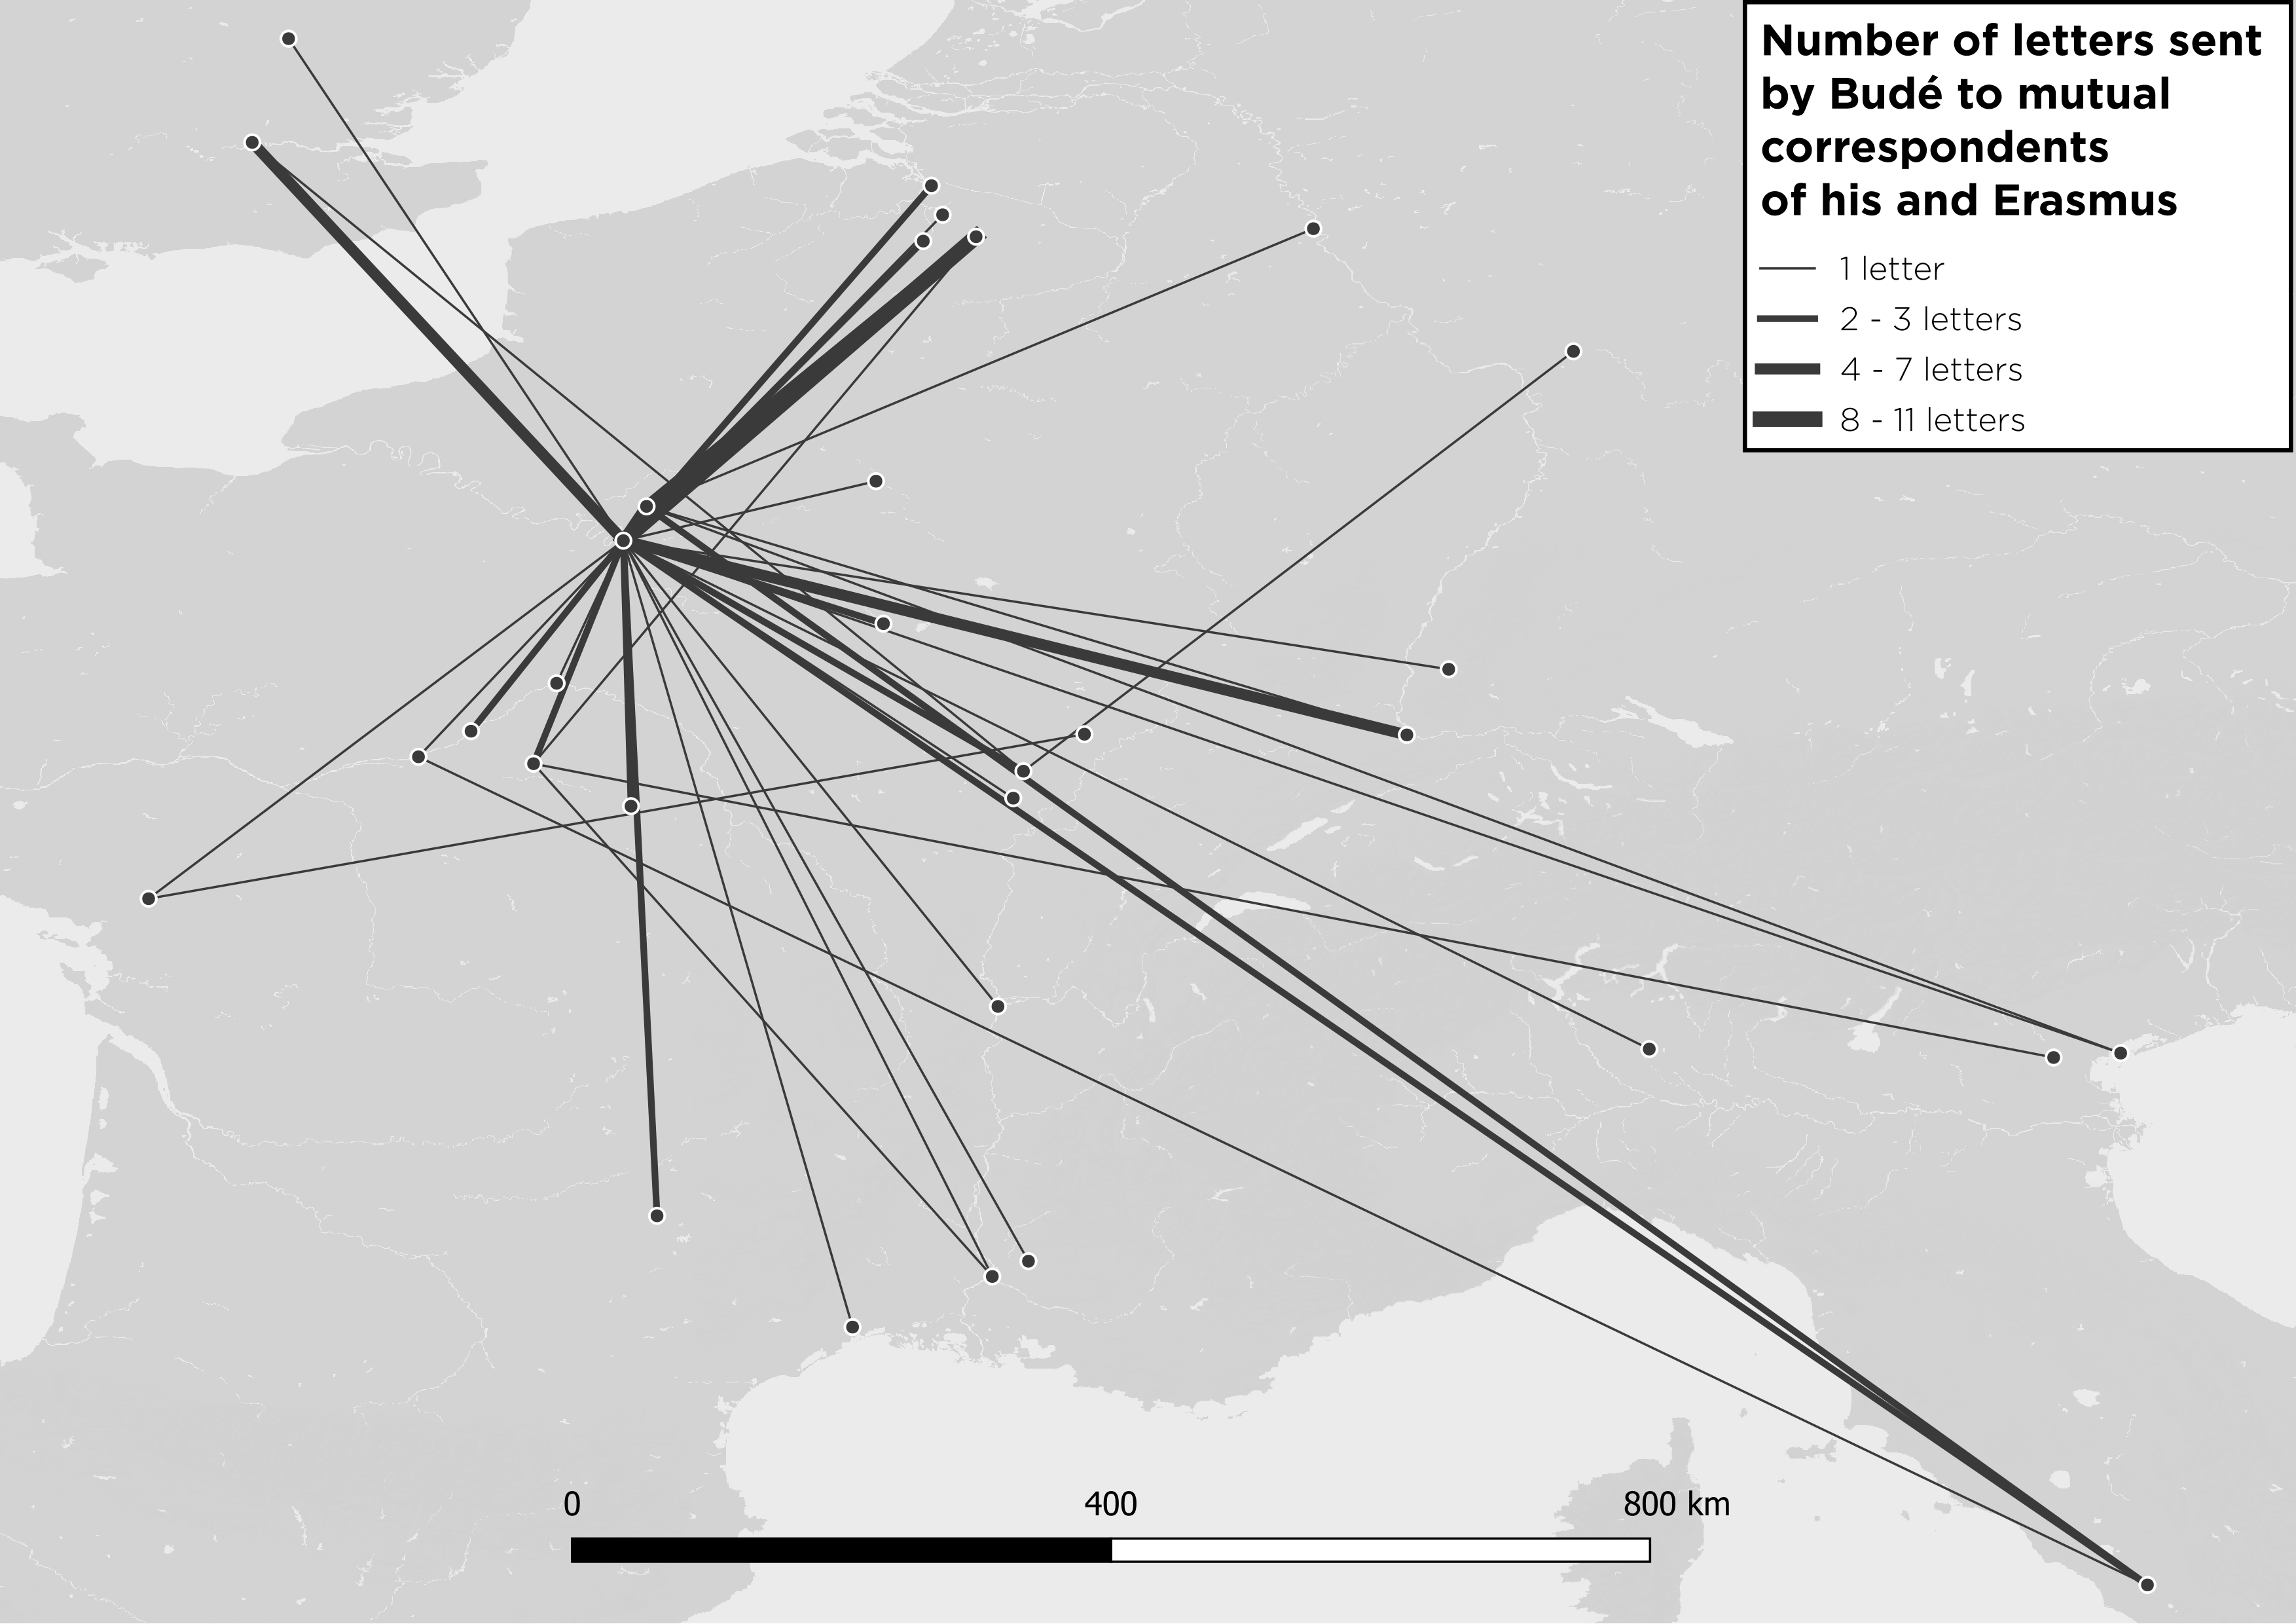 Number of letters sent
by Budé to mutual
correspondents
of his and Erasmus
1 letter
2 - 3 letters
4 - 7 letters
8 - 11 letters
0 400 800 km